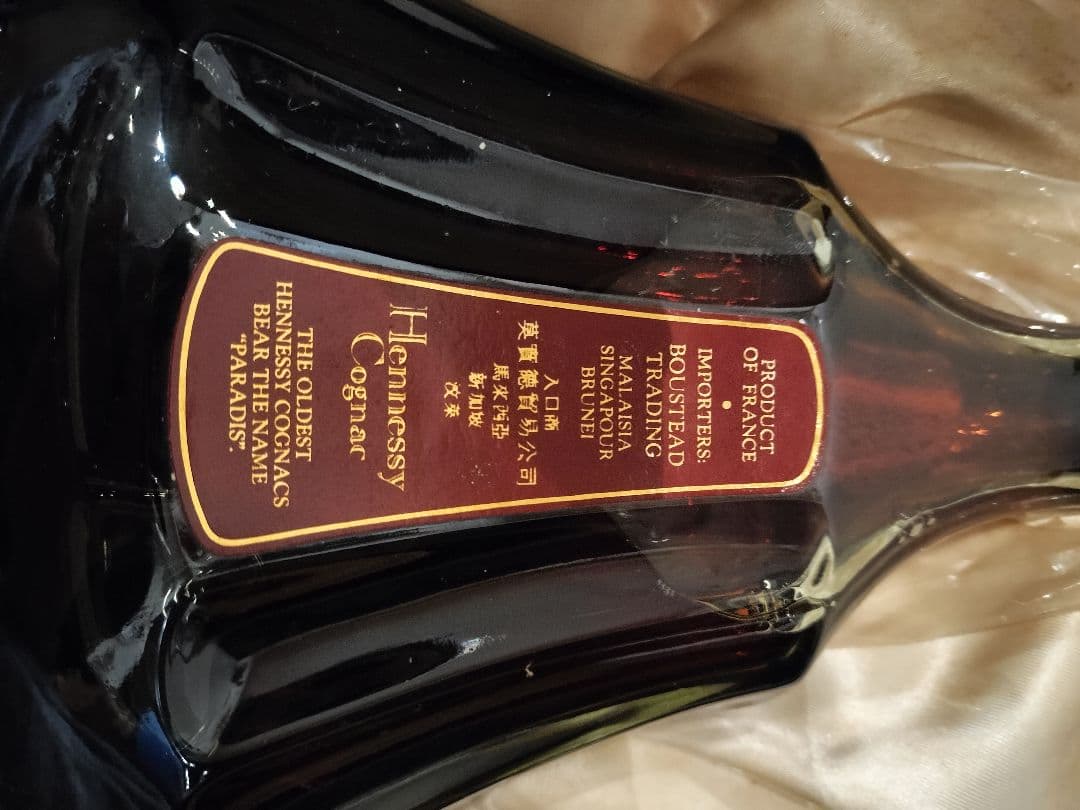 PRODUCT
OF FRANCE
•
IMPORTERS:
BOUSTEAD
TRADING
MALAISIA
SINGAPOUR
BRUNEI
入口商
莫實德貿易公司
馬來西亞
新加坡
汶萊
Hennessy
Cognac
THE OLDEST
HENNESSY COGNACS
BEAR THE NAME
“PARADIS”.